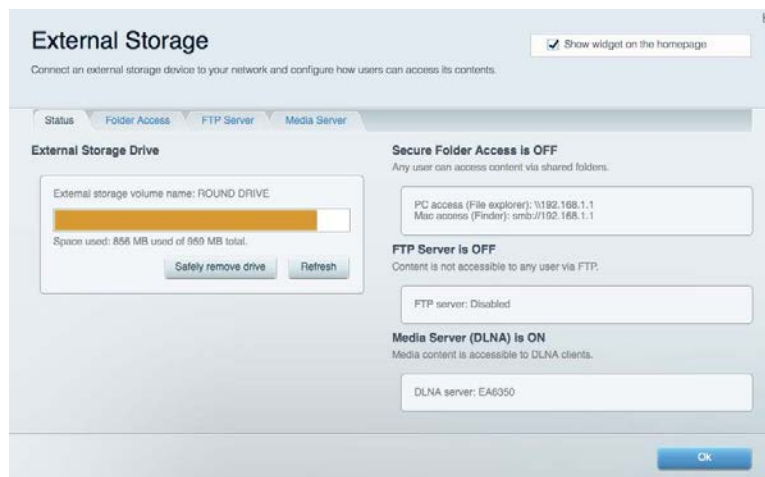 External Storage
Show widget on the homepage
Connect an external storage device to your network and configure how users can access its contents.
Status
Folder Access
FTP Server
Media Server
External Storage Drive
External storage volume name: ROUND DRIVE
Space used: 856 MB used of 959 MB total.
Safely remove drive
Refresh
Secure Folder Access is OFF
Any user can access content via shared folders.
PC access (File explorer): \\192.168.1.1
Mac access (Finder): smb://192.168.1.1
FTP Server is OFF
Content is not accessible to any user via FTP.
FTP server: Disabled
Media Server (DLNA) is ON
Media content is accessible to DLNA clients.
DLNA server: EA6350
Ok